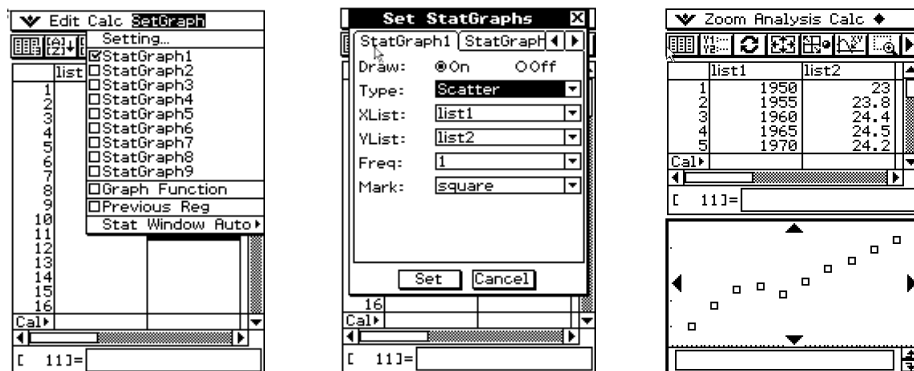 Edit Calc SetGraph
Setting...
StatGraph1
StatGraph2
StatGraph3
StatGraph4
StatGraph5
StatGraph6
StatGraph7
StatGraph8
StatGraph9
Graph Function
Previous Reg
Stat Window Auto
list
1
2
3
4
5
6
7
8
9
10
11
12
13
14
15
16
Cal
[ 11]=
Set StatGraphs
StatGraph1 StatGraph
Draw: On Off
Type: Scatter
XList: list1
YList: list2
Freq: 1
Mark: square
Set Cancel
16
Cal
[ 11]=
Zoom Analysis Calc
list1 list2
1 1950 23
2 1955 23.8
3 1960 24.4
4 1965 24.5
5 1970 24.2
Cal
[ 11]=